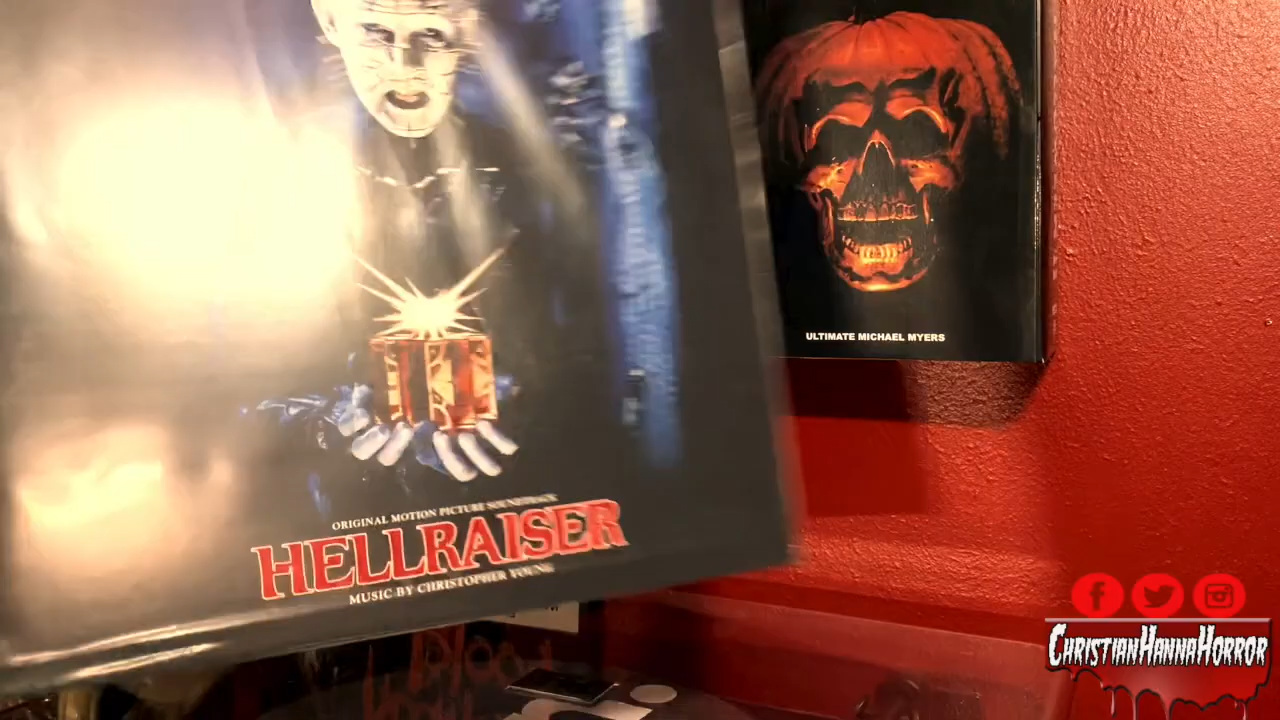 ULTIMATE MICHAEL MYERS
ORIGINAL MOTION PICTURE SOUNDTRACK
HELLRAISER
MUSIC BY CHRISTOPHER YOUNG
CHRISTIANHANNAHORROR